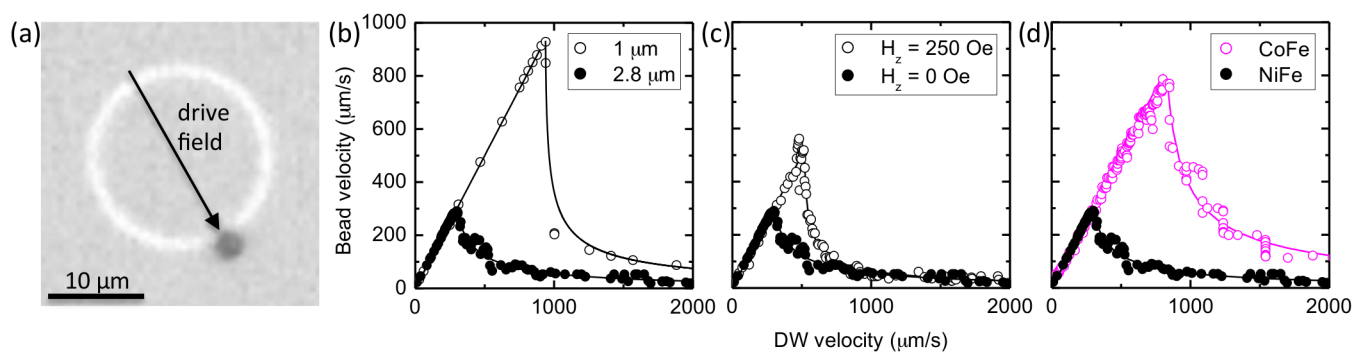 (a)
drive
field
10 μm
(b)
Bead velocity (μm/s)
1000
800
600
400
200
0
1 μm
2.8 μm
0 1000 2000
(c)
H_z = 250 Oe
H_z = 0 Oe
0 1000 2000
(d)
CoFe
NiFe
0 1000 2000
DW velocity (μm/s)